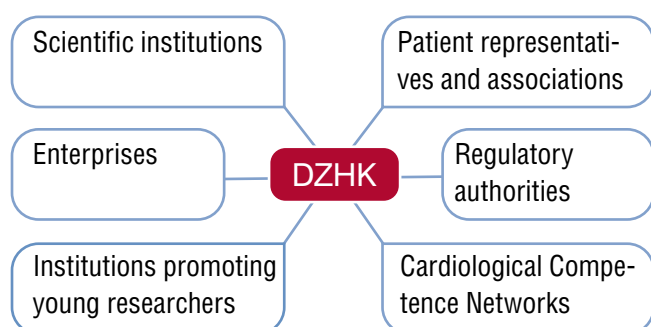 Scientific institutions
Patient representati-
ves and associations
Enterprises
DZHK
Regulatory
authorities
Institutions promoting
young researchers
Cardiological Compe-
tence Networks